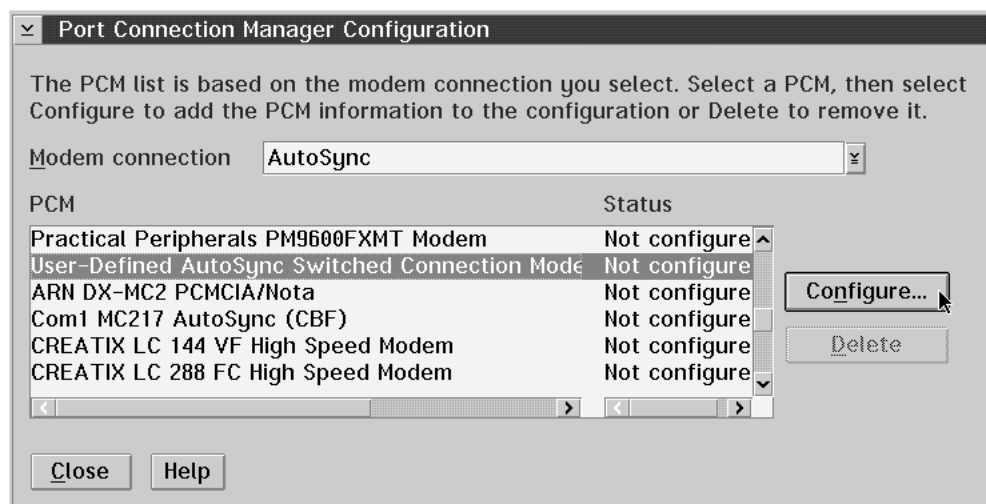 Port Connection Manager Configuration
The PCM list is based on the modem connection you select. Select a PCM, then select
Configure to add the PCM information to the configuration or Delete to remove it.
Modem connection AutoSync
PCM Status
Practical Peripherals PM9600FXMT Modem Not configure
User-Defined AutoSync Switched Connection Mode Not configure
ARN DX-MC2 PCMCIA/Nota Not configure
Com1 MC217 AutoSync (CBF) Not configure
CREATIX LC 144 VF High Speed Modem Not configure
CREATIX LC 288 FC High Speed Modem Not configure
Configure...
Delete
Close Help